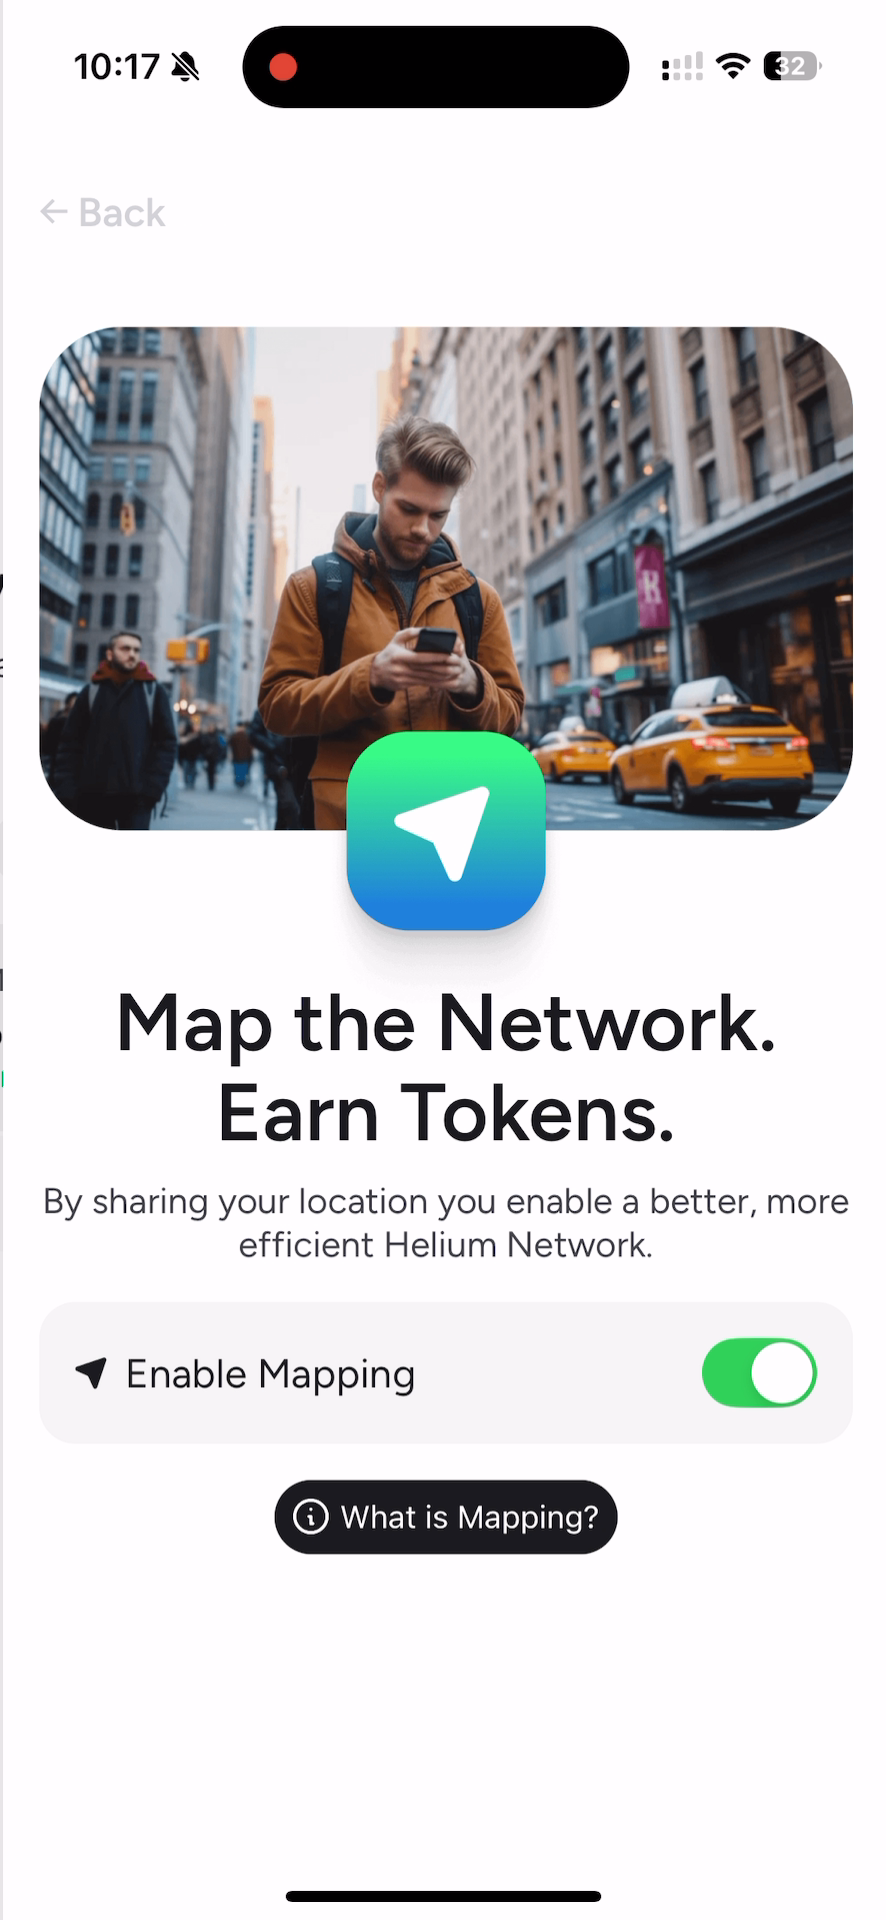 10:17
32
← Back
Map the Network.
Earn Tokens.
By sharing your location you enable a better, more
efficient Helium Network.
Enable Mapping
What is Mapping?